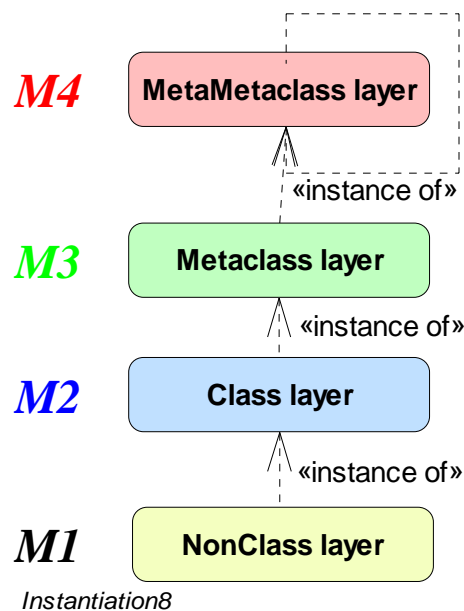 M4 MetaMetaclass layer
«instance of»
M3 Metaclass layer
«instance of»
M2 Class layer
«instance of»
M1 NonClass layer
Instantiation8